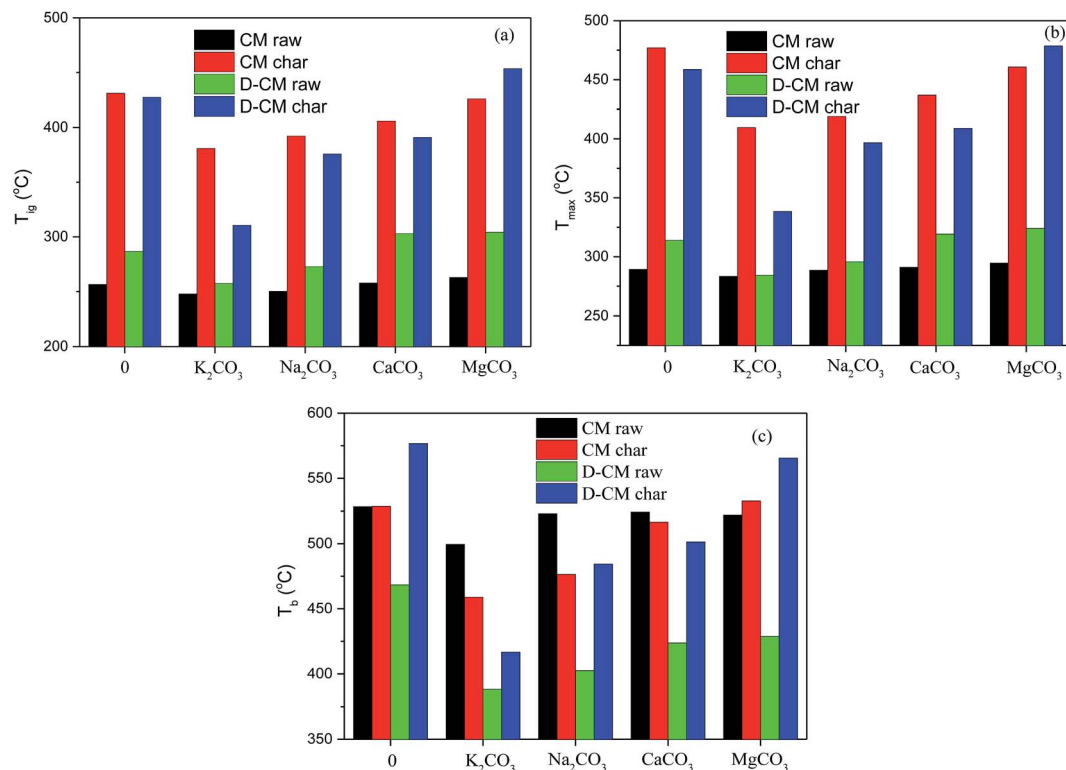 500
(a)
CM raw
CM char
D-CM raw
D-CM char
400
T_ig (°C)
300
200
0
K₂CO₃
Na₂CO₃
CaCO₃
MgCO₃
500
(b)
CM raw
CM char
D-CM raw
D-CM char
450
400
350
T_max (°C)
300
250
0
K₂CO₃
Na₂CO₃
CaCO₃
MgCO₃
600
(c)
CM raw
CM char
D-CM raw
D-CM char
550
500
T_b (°C)
450
400
350
0
K₂CO₃
Na₂CO₃
CaCO₃
MgCO₃